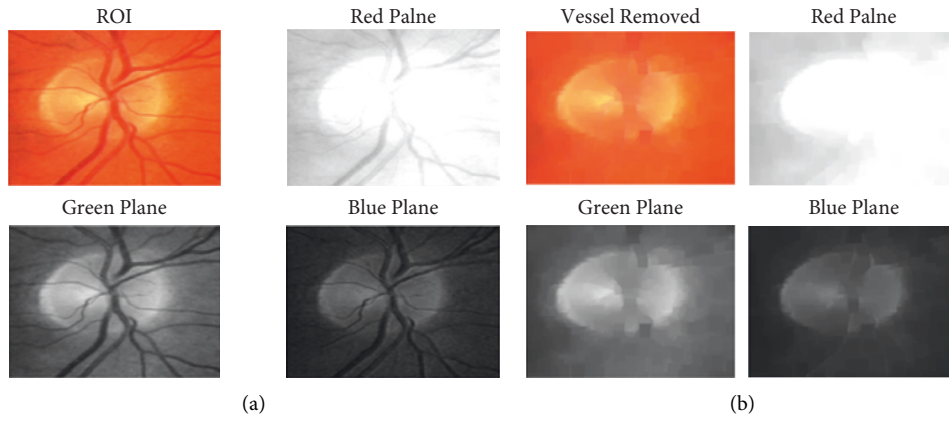 ROI
Red Palne
Vessel Removed
Red Palne
Green Plane
Blue Plane
Green Plane
Blue Plane
(a)
(b)